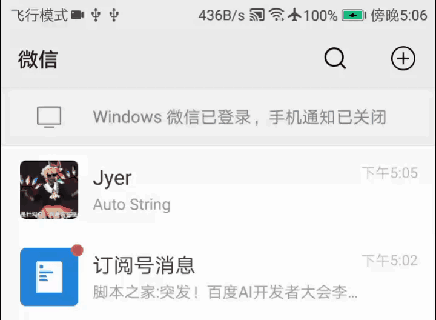 飞行模式 436B/s 100% 傍晚5:06
微信
Windows 微信已登录，手机通知已关闭
Jyer 下午5:05
Auto String
订阅号消息 下午5:02
脚本之家:突发！百度AI开发者大会李...